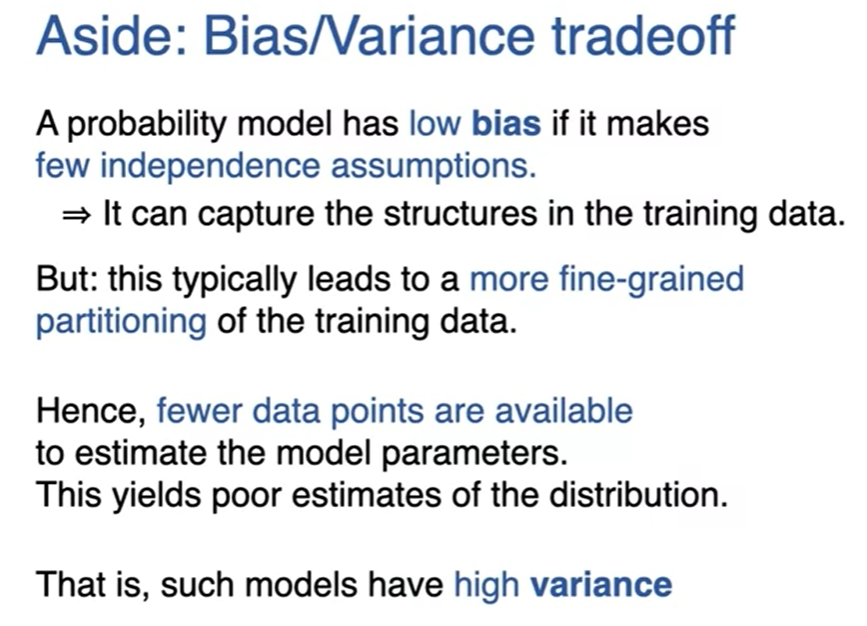 Aside: Bias/Variance tradeoff
A probability model has low bias if it makes
few independence assumptions.
⇒ It can capture the structures in the training data.
But: this typically leads to a more fine-grained
partitioning of the training data.
Hence, fewer data points are available
to estimate the model parameters.
This yields poor estimates of the distribution.
That is, such models have high variance